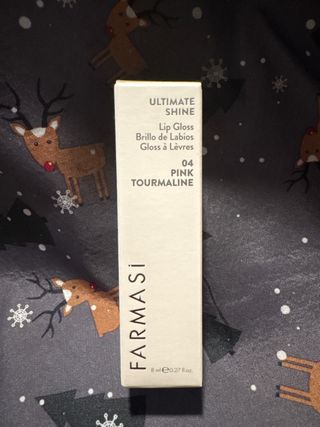 ULTIMATE
SHINE
Lip Gloss
Brillo de Labios
Gloss à Lèvres
04
PINK
TOURMALINE
FARMASi
8 ml ℮ 0.27 fl.oz.